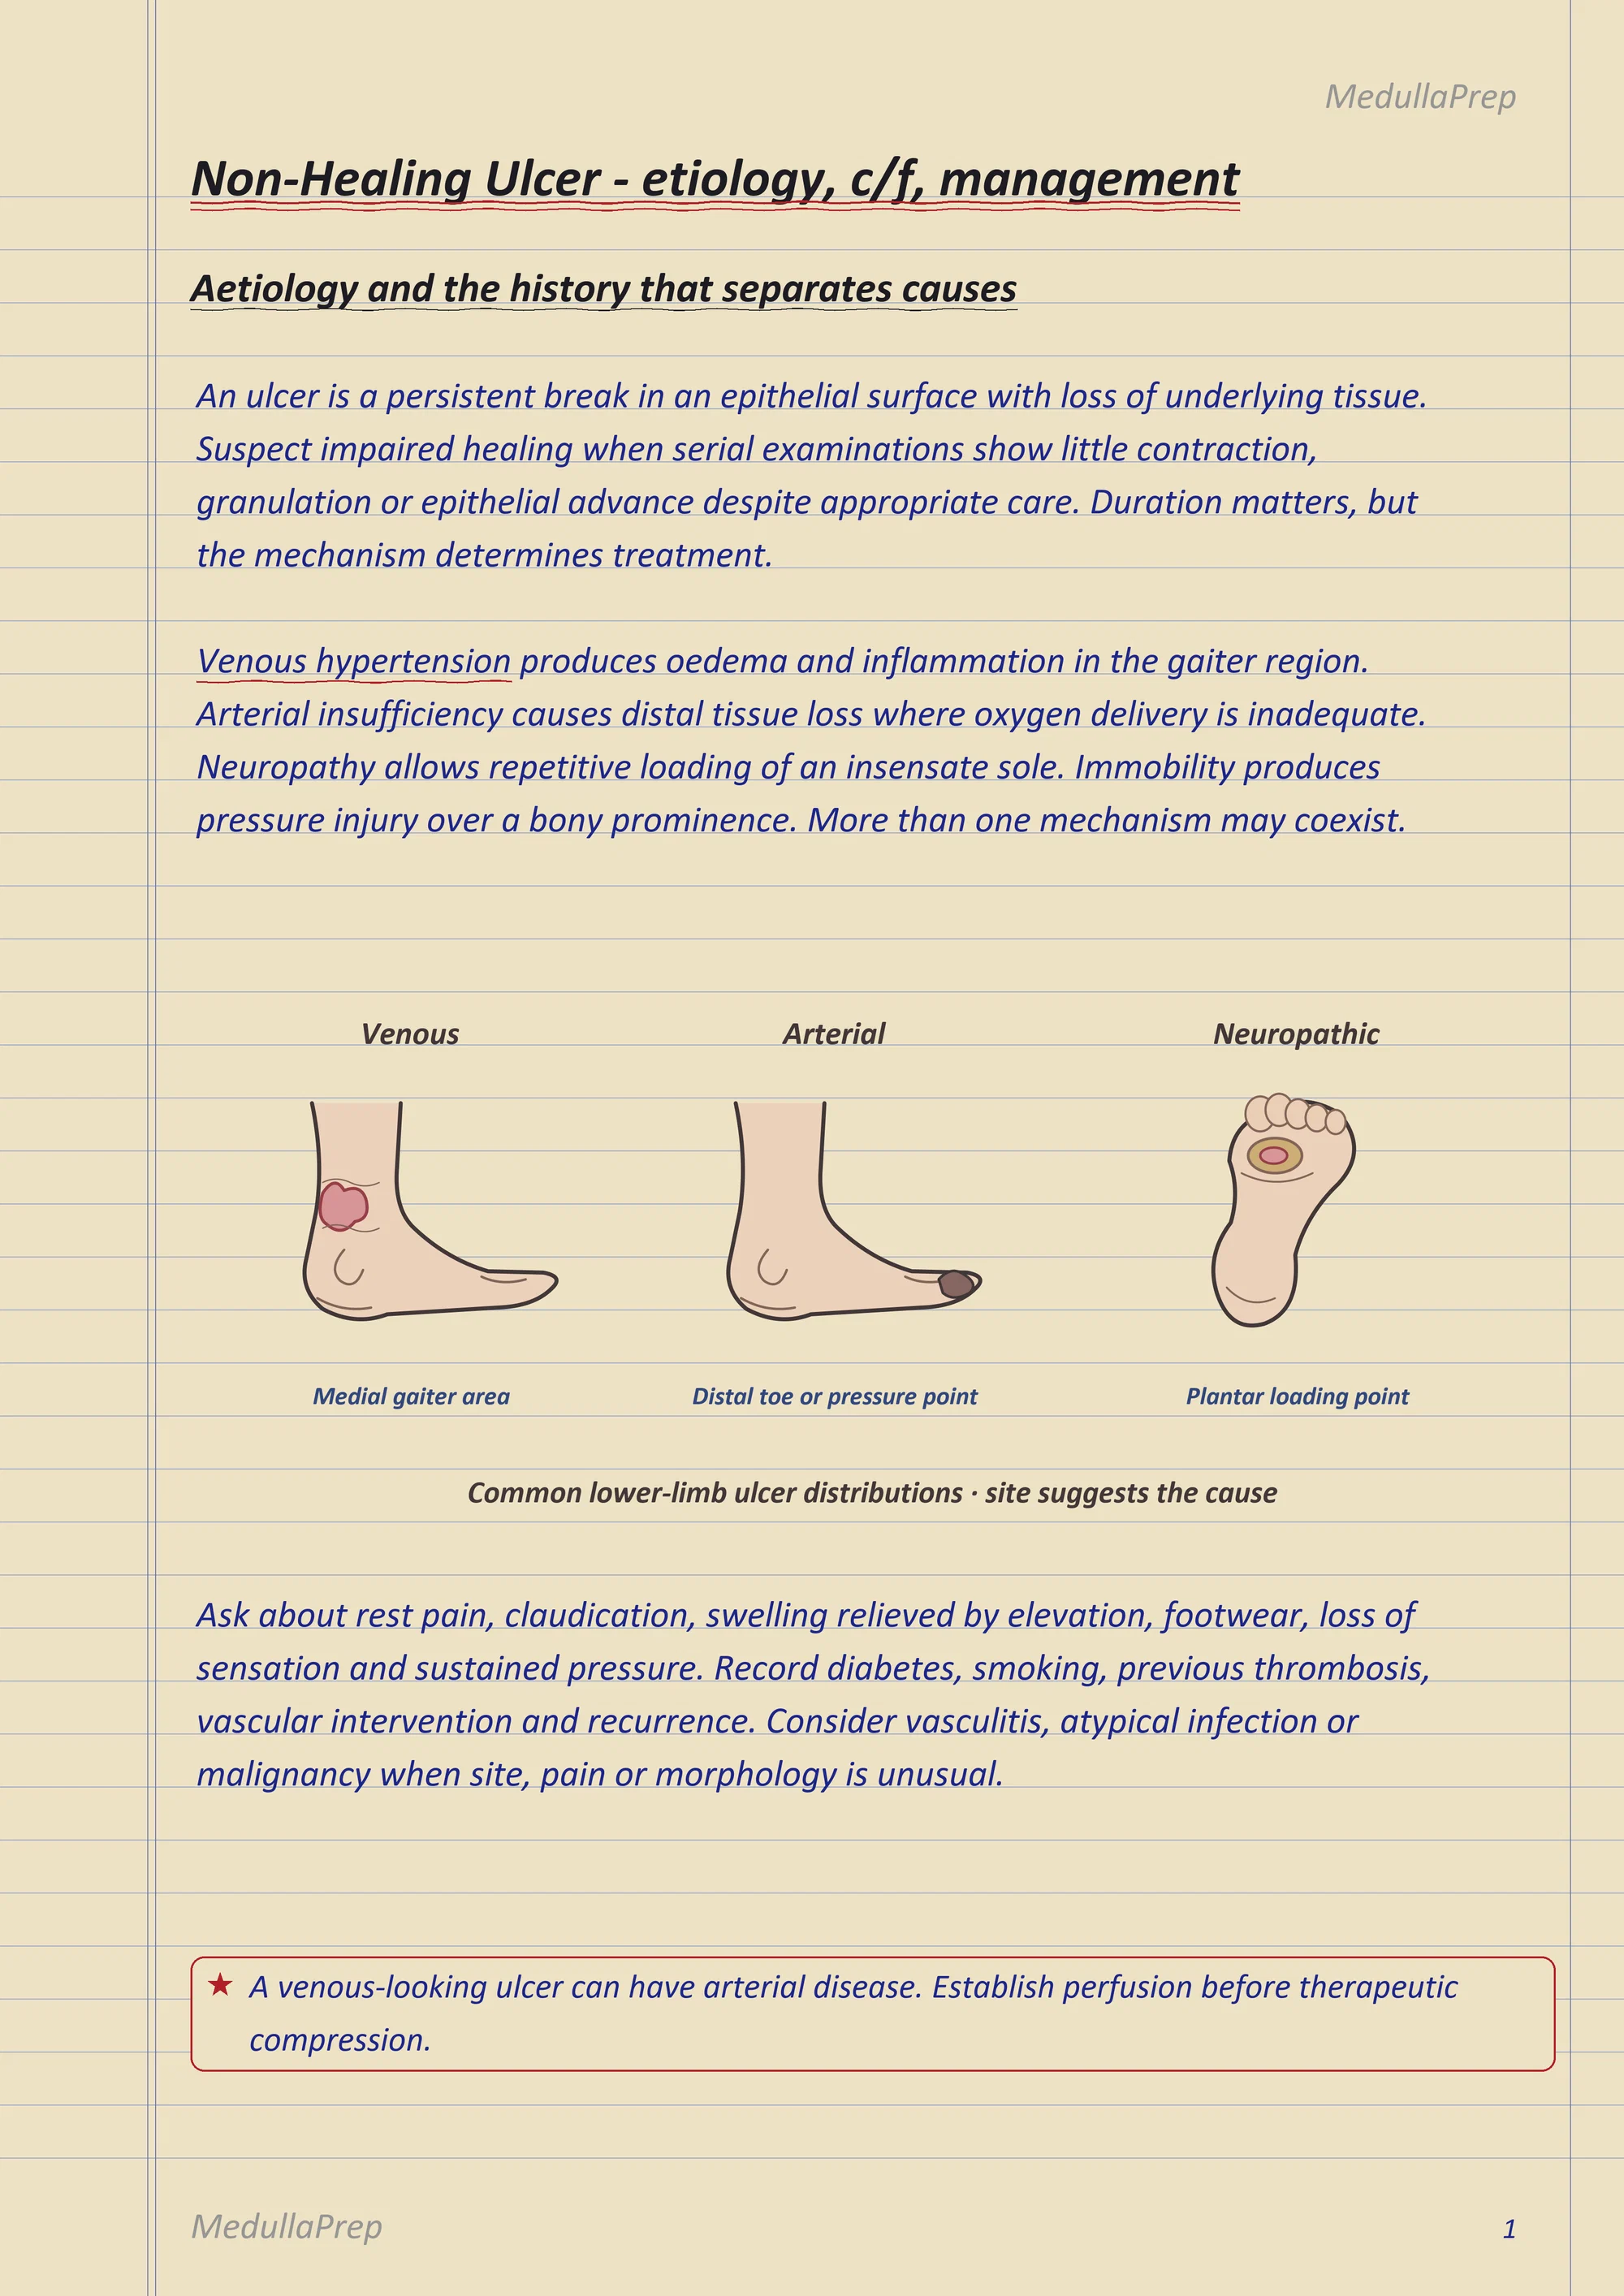 MedullaPrep
Non-Healing Ulcer - etiology, c/f, management
Aetiology and the history that separates causes
An ulcer is a persistent break in an epithelial surface with loss of underlying tissue.
Suspect impaired healing when serial examinations show little contraction,
granulation or epithelial advance despite appropriate care. Duration matters, but
the mechanism determines treatment.
Venous hypertension produces oedema and inflammation in the gaiter region.
Arterial insufficiency causes distal tissue loss where oxygen delivery is inadequate.
Neuropathy allows repetitive loading of an insensate sole. Immobility produces
pressure injury over a bony prominence. More than one mechanism may coexist.
Venous Arterial Neuropathic
Medial gaiter area Distal toe or pressure point Plantar loading point
Common lower-limb ulcer distributions · site suggests the cause
Ask about rest pain, claudication, swelling relieved by elevation, footwear, loss of
sensation and sustained pressure. Record diabetes, smoking, previous thrombosis,
vascular intervention and recurrence. Consider vasculitis, atypical infection or
malignancy when site, pain or morphology is unusual.
★ A venous-looking ulcer can have arterial disease. Establish perfusion before therapeutic
compression.
MedullaPrep 1